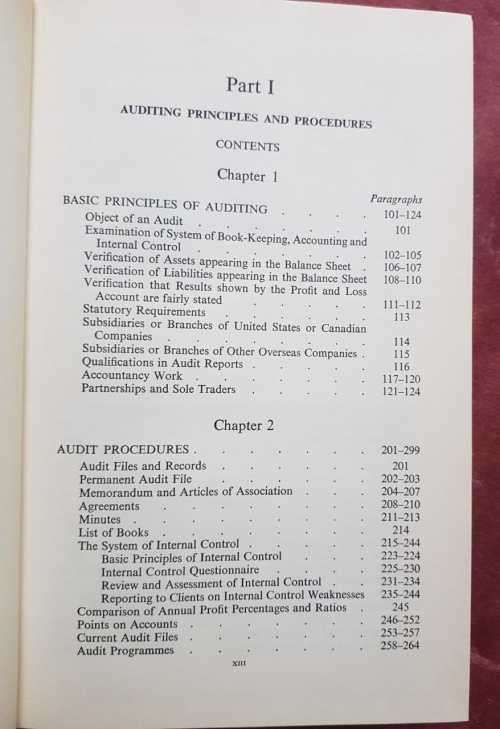 Part I
AUDITING PRINCIPLES AND PROCEDURES
CONTENTS
Chapter 1
Paragraphs
BASIC PRINCIPLES OF AUDITING . . . . 101–124
Object of an Audit . . . . . . 101
Examination of System of Book-Keeping, Accounting and
Internal Control . . . . . . 102–105
Verification of Assets appearing in the Balance Sheet . 106–107
Verification of Liabilities appearing in the Balance Sheet 108–110
Verification that Results shown by the Profit and Loss
Account are fairly stated . . . . 111–112
Statutory Requirements . . . . . 113
Subsidiaries or Branches of United States or Canadian
Companies . . . . . . . 114
Subsidiaries or Branches of Other Overseas Companies . 115
Qualifications in Audit Reports . . . . 116
Accountancy Work . . . . . . 117–120
Partnerships and Sole Traders . . . . 121–124
Chapter 2
AUDIT PROCEDURES . . . . . . 201–299
Audit Files and Records . . . . . 201
Permanent Audit File . . . . . 202–203
Memorandum and Articles of Association . . . 204–207
Agreements . . . . . . . 208–210
Minutes . . . . . . . 211–213
List of Books . . . . . . . 214
The System of Internal Control . . . . . 215–244
Basic Principles of Internal Control . . . 223–224
Internal Control Questionnaire . . . . 225–230
Review and Assessment of Internal Control . . 231–234
Reporting to Clients on Internal Control Weaknesses 235–244
Comparison of Annual Profit Percentages and Ratios . 245
Points on Accounts . . . . . . 246–252
Current Audit Files . . . . . . 253–257
Audit Programmes . . . . . . 258–264
xiii